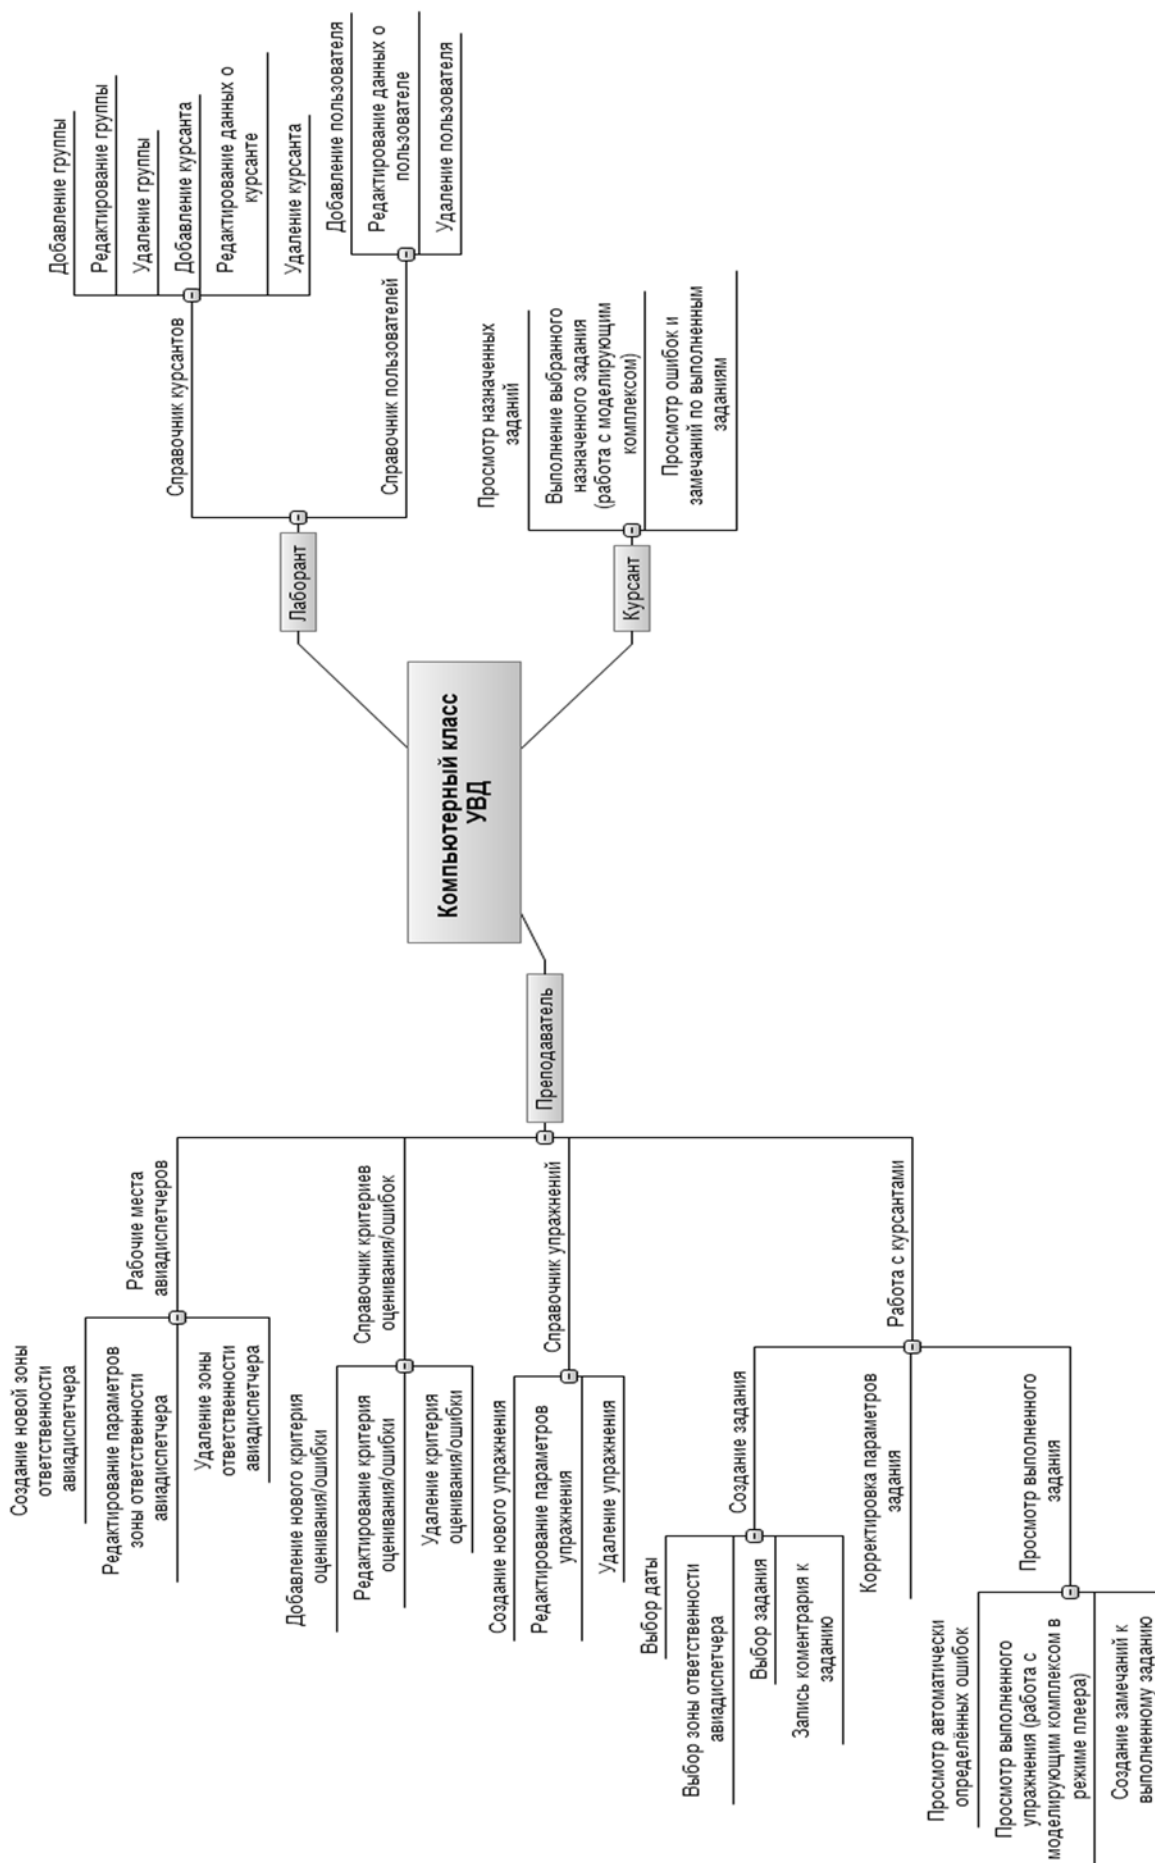 Создание новой зоны
ответственности
авиадиспетчера
Редактирование параметров
зоны ответственности
авиадиспетчера
Удаление зоны
ответственности
авиадиспетчера
Рабочие места
авиадиспетчеров
Добавление нового критерия
оценивания/ошибки
Редактирование критерия
оценивания/ошибки
Удаление критерия
оценивания/ошибки
Справочник критериев
оценивания/ошибок
Создание нового упражнения
Редактирование параметров
упражнения
Удаление упражнения
Справочник упражнений
Выбор даты
Выбор зоны ответственности
авиадиспетчера
Выбор задания
Запись коментрария к
заданию
Создание задания
Корректировка параметров
задания
Просмотр автоматически
определённых ошибок
Просмотр выполненного
упражнения (работа с
моделирующим комплексом в
режиме плеера)
Создание замечаний к
выполненному заданию
Просмотр выполненного
задания
Работа с курсантами
Преподаватель
Компьютерный класс
УВД
Лаборант
Справочник курсантов
Добавление группы
Редактирование группы
Удаление группы
Добавление курсанта
Редактирование данных о
курсанте
Удаление курсанта
Справочник пользователей
Добавление пользователя
Редактирование данных о
пользователе
Удаление пользователя
Курсант
Просмотр назначенных
заданий
Выполнение выбранного
назначенного задания
(работа с моделирующим
комплексом)
Просмотр ошибок и
замечаний по выполненным
заданиям